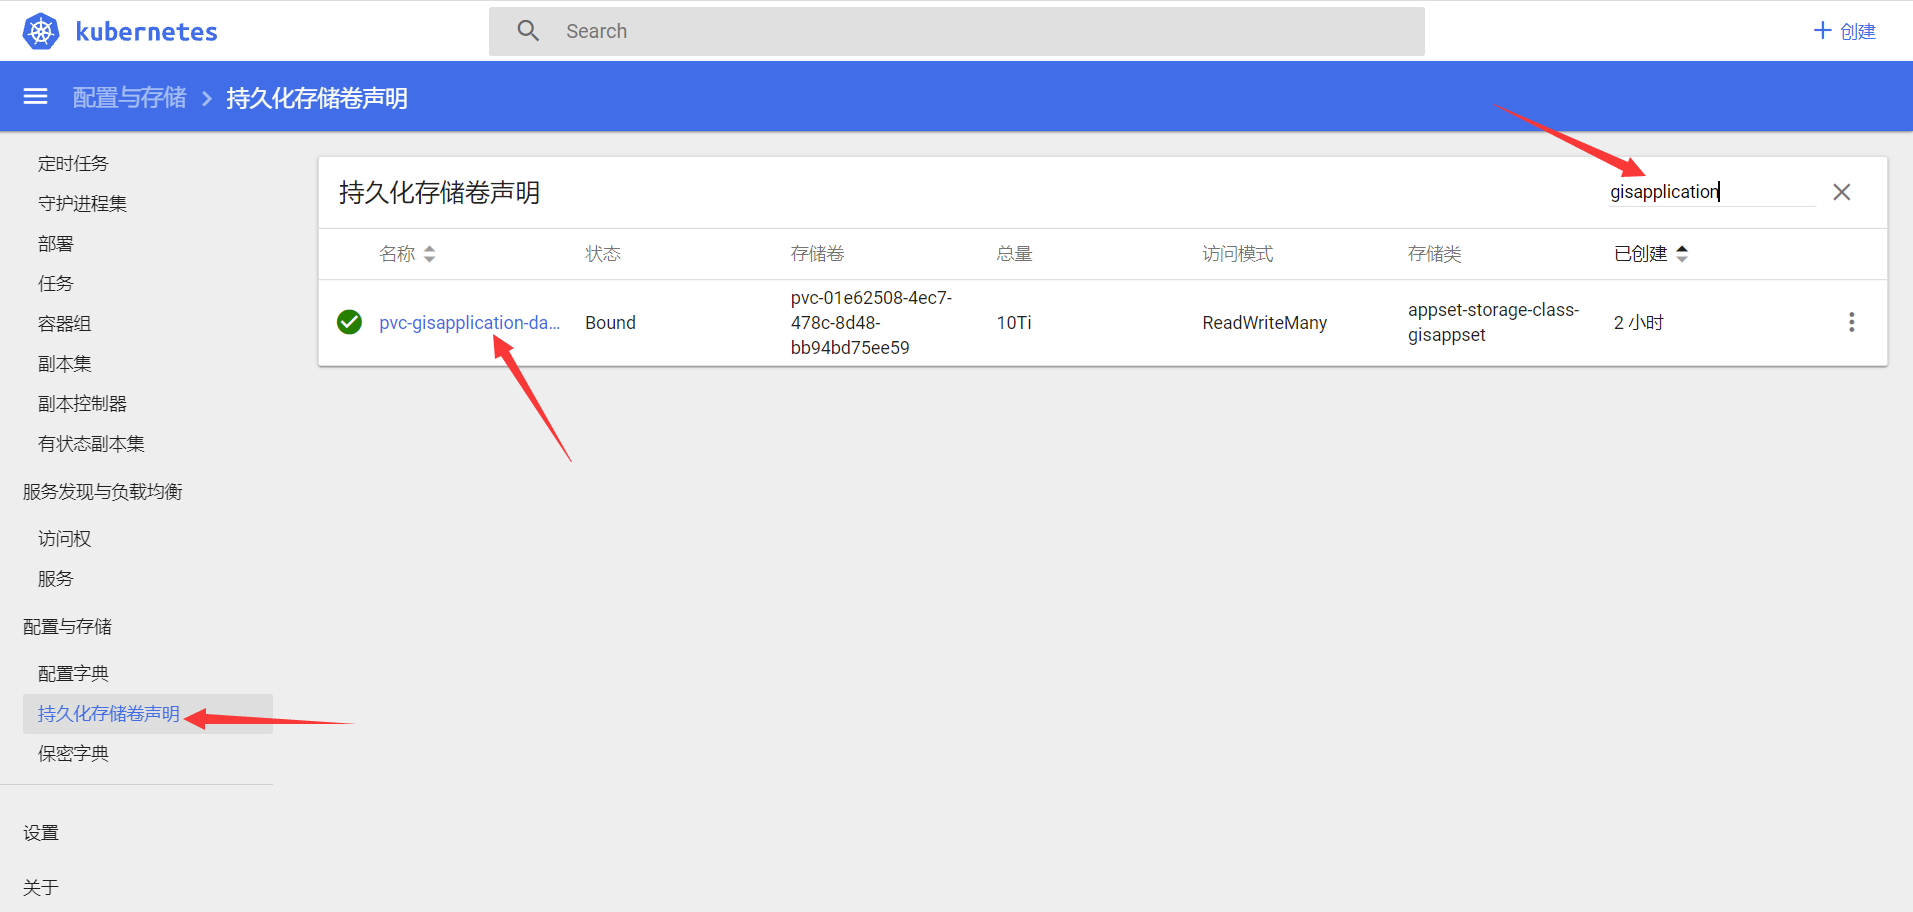 kubernetes
Search
创建
配置与存储
持久化存储卷声明
定时任务
守护进程集
部署
任务
容器组
副本集
副本控制器
有状态副本集
服务发现与负载均衡
访问权
服务
配置与存储
配置字典
持久化存储卷声明
保密字典
设置
关于
持久化存储卷声明
gisapplication
名称
状态
存储卷
总量
访问模式
存储类
已创建
pvc-gisapplication-da...
Bound
pvc-01e62508-4ec7-
478c-8d48-
bb94bd75ee59
10Ti
ReadWriteMany
appset-storage-class-
gisappset
2 小时